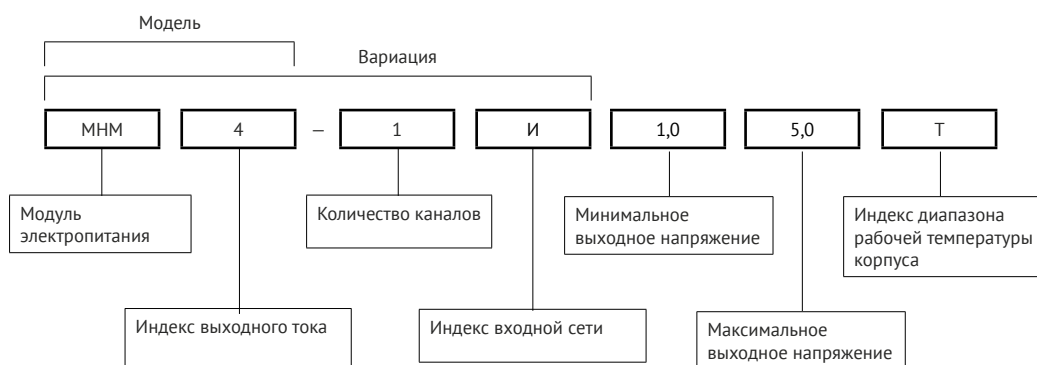 Модель
Вариация
МНМ 4 – 1 И 1,0 5,0 Т
Модуль
электропитания
Количество каналов
Минимальное
выходное напряжение
Индекс диапазона
рабочей температуры
корпуса
Индекс выходного тока
Индекс входной сети
Максимальное
выходное напряжение